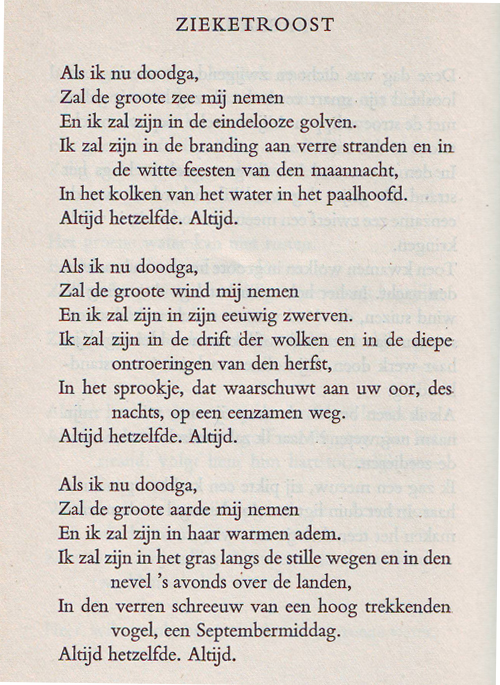 ZIEKETROOST
Als ik nu doodga,
Zal de groote zee mij nemen
En ik zal zijn in de eindelooze golven.
Ik zal zijn in de branding aan verre stranden en in
de witte feesten van den maannacht,
In het kolken van het water in het paalhoofd.
Altijd hetzelfde. Altijd.
Als ik nu doodga,
Zal de groote wind mij nemen
En ik zal zijn in zijn eeuwig zwerven.
Ik zal zijn in de drift der wolken en in de diepe
ontroeringen van den herfst,
In het sprookje, dat waarschuwt aan uw oor, des
nachts, op een eenzamen weg.
Altijd hetzelfde. Altijd.
Als ik nu doodga,
Zal de groote aarde mij nemen
En ik zal zijn in haar warmen adem.
Ik zal zijn in het gras langs de stille wegen en in den
nevel 's avonds over de landen,
In den verren schreeuw van een hoog trekkenden
vogel, een Septembermiddag.
Altijd hetzelfde. Altijd.